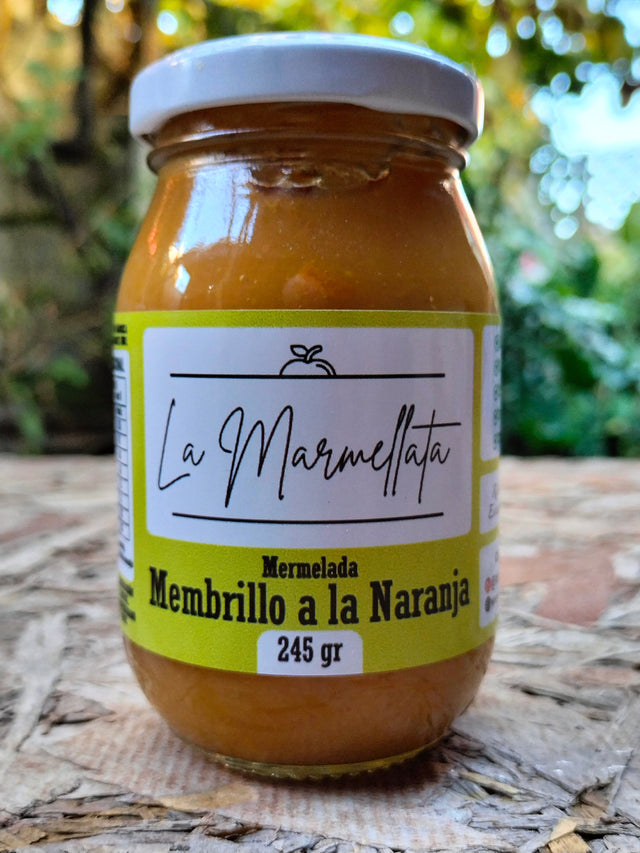 La Marmellata
Mermelada
Membrillo a la Naranja
245 gr